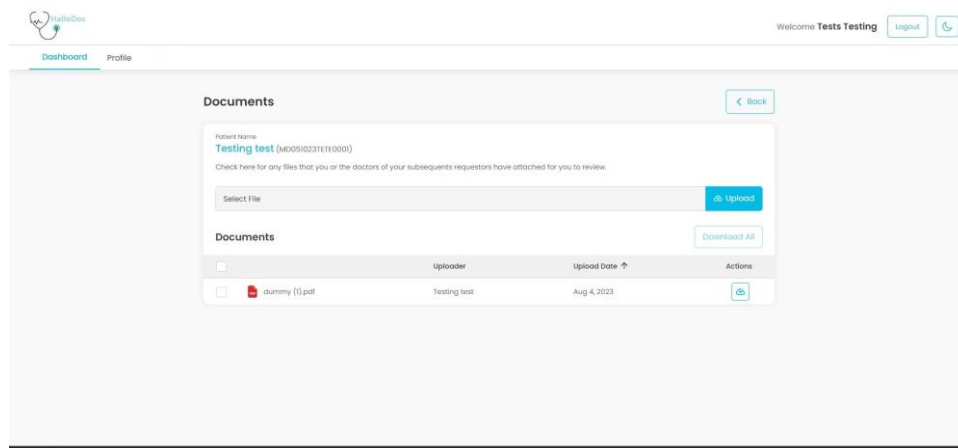 HalloDoc
Welcome Tests Testing
Logout
Dashboard Profile
Documents
Back
Patient Name
Testing test (MD051023TETE0001)
Check here for any files that you or the doctors of your subsequents requestors have attached for you to review.
Select File
Upload
Documents
Download All
Uploader Upload Date Actions
dummy (1).pdf Testing test Aug 4, 2023